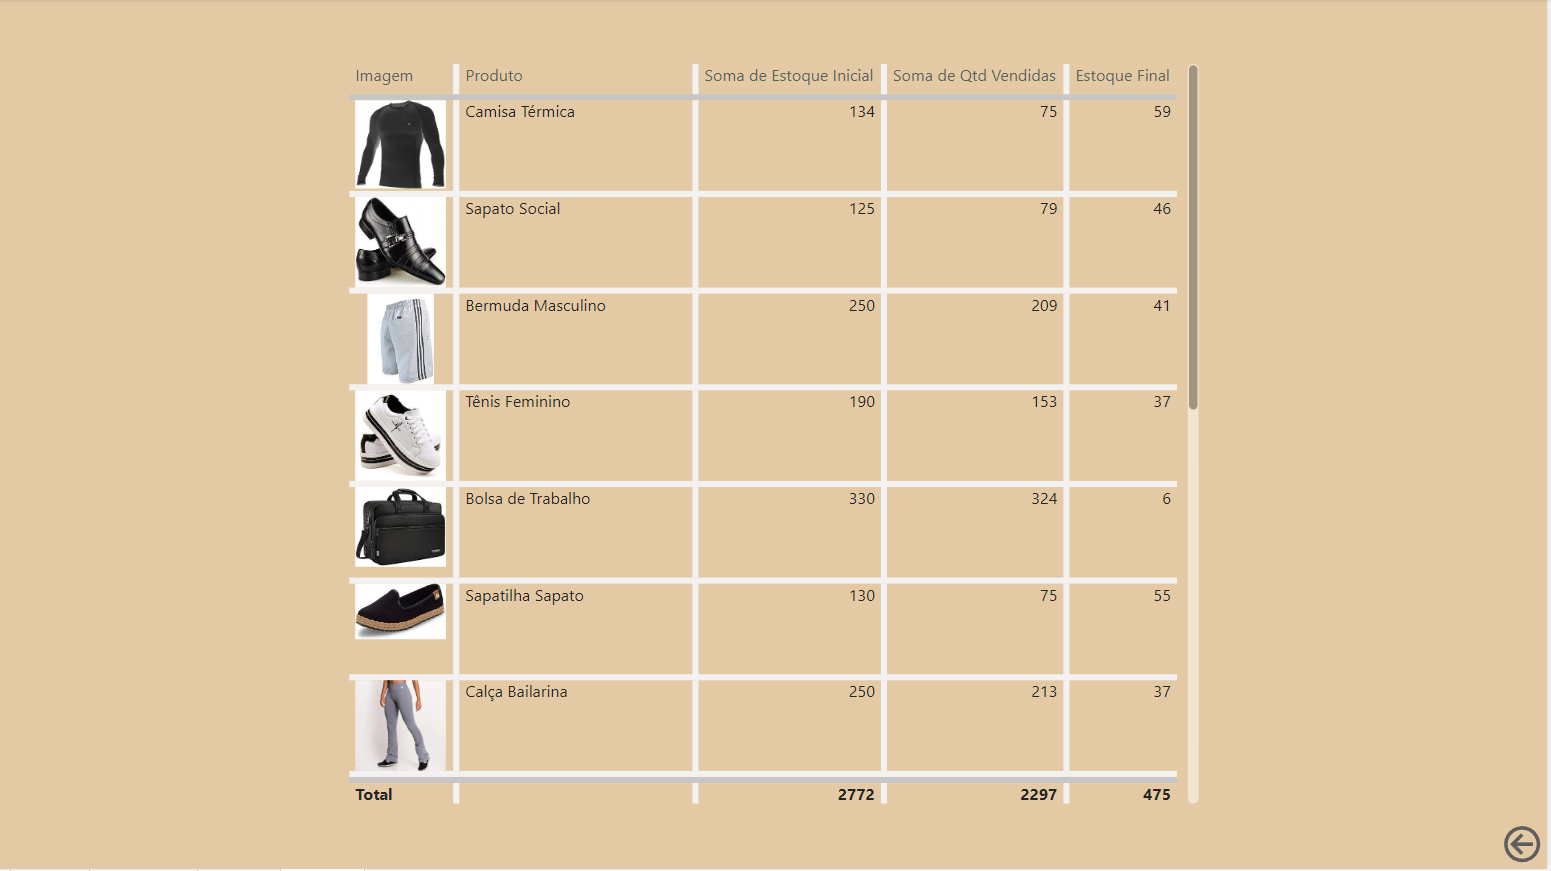 Imagem Produto Soma de Estoque Inicial Soma de Qtd Vendidas Estoque Final
Camisa Térmica 134 75 59
Sapato Social 125 79 46
Bermuda Masculino 250 209 41
Tênis Feminino 190 153 37
Bolsa de Trabalho 330 324 6
Sapatilha Sapato 130 75 55
Calça Bailarina 250 213 37
Total 2772 2297 475